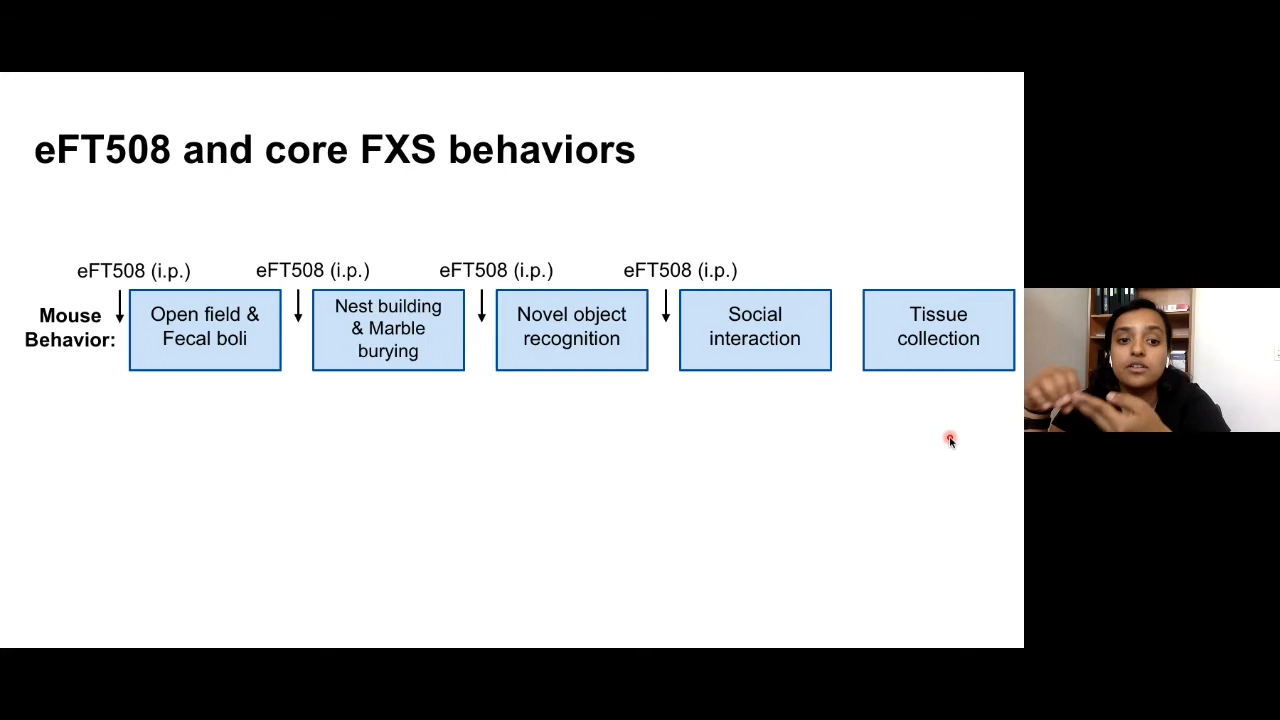 eFT508 and core FXS behaviors
eFT508 (i.p.)
eFT508 (i.p.)
eFT508 (i.p.)
eFT508 (i.p.)
Mouse
Behavior:
Open field &
Fecal boli
Nest building
& Marble
burying
Novel object
recognition
Social
interaction
Tissue
collection